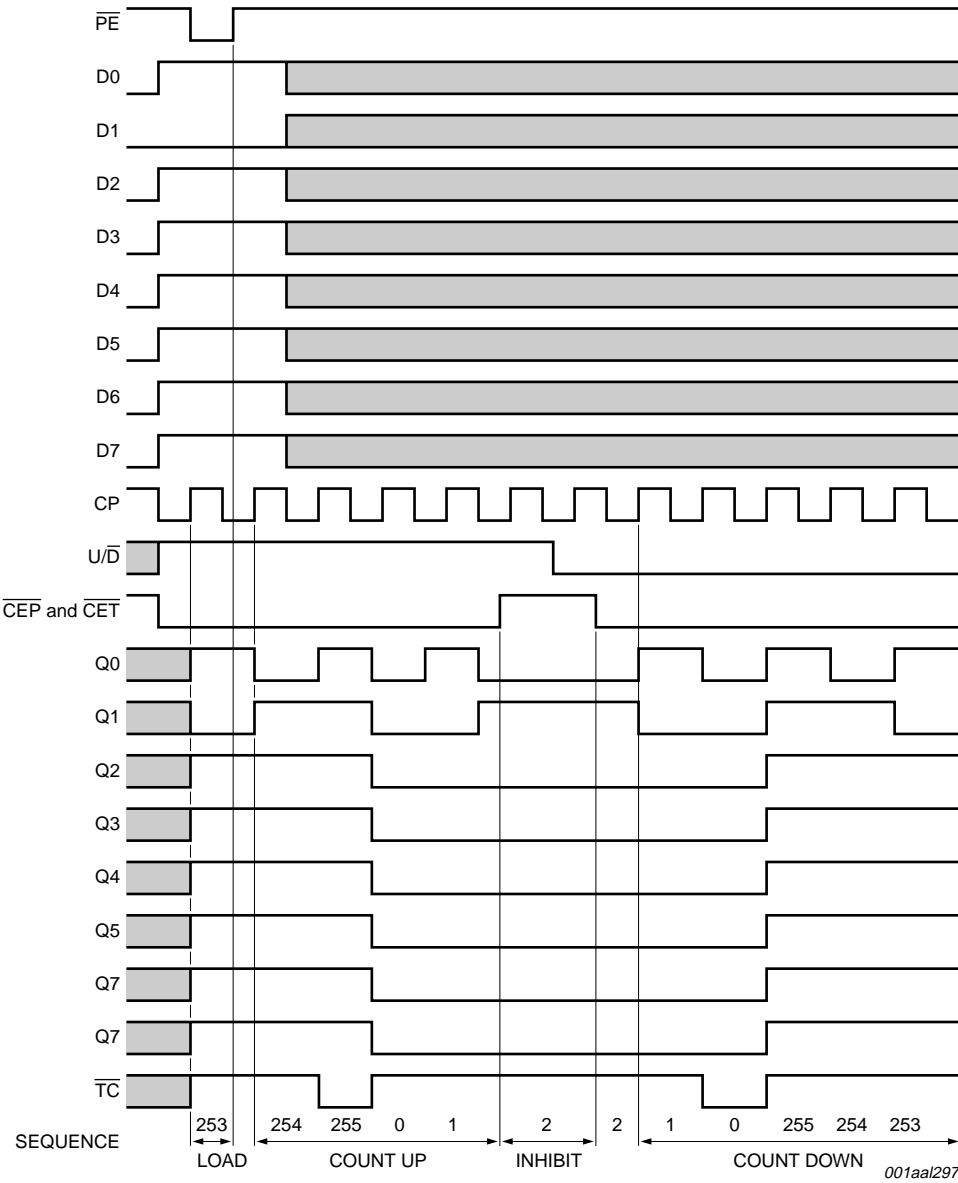 PE
D0
D1
D2
D3
D4
D5
D6
D7
CP
U/D
CEP and CET
Q0
Q1
Q2
Q3
Q4
Q5
Q7
Q7
TC
SEQUENCE 253 254 255 0 1 2 2 1 0 255 254 253
LOAD COUNT UP INHIBIT COUNT DOWN
001aal297